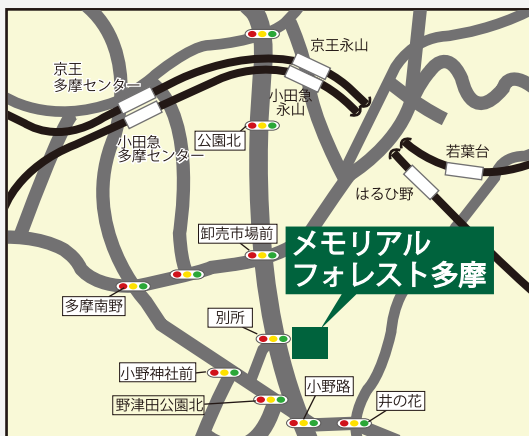 京王永山
京王
多摩センター
小田急
永山
公園北
小田急
多摩センター
若葉台
はるひ野
卸売市場前
メモリアル
フォレスト多摩
多摩南野
別所
小野神社前
小野路
野津田公園北
井の花